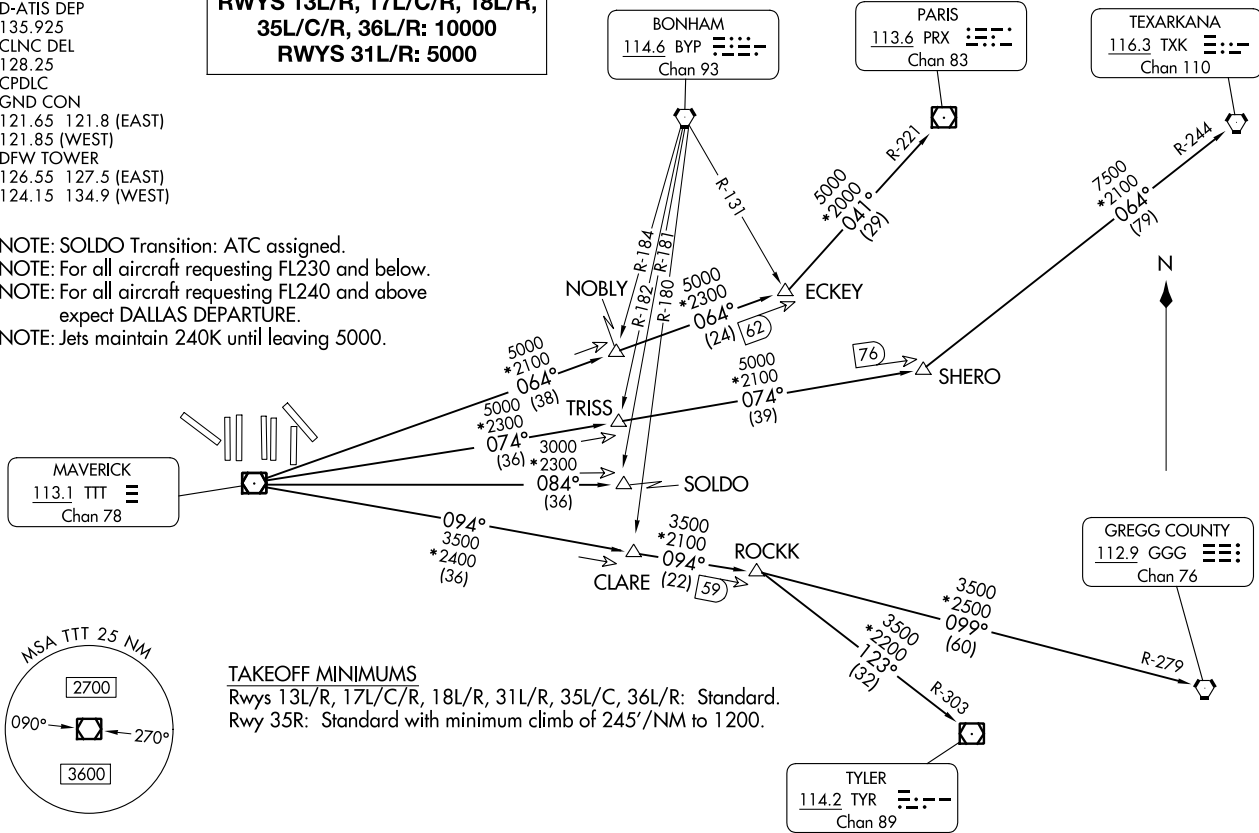 D-ATIS DEP
135.925
CLNC DEL
128.25
CPDLC
GND CON
121.65 121.8 (EAST)
121.85 (WEST)
DFW TOWER
126.55 127.5 (EAST)
124.15 134.9 (WEST)
RWYS 13L/R, 17L/C/R, 18L/R,
35L/C/R, 36L/R: 10000
RWYS 31L/R: 5000
BONHAM
114.6 BYP
Chan 93
PARIS
113.6 PRX
Chan 83
TEXARKANA
116.3 TXK
Chan 110
NOTE: SOLDO Transition: ATC assigned.
NOTE: For all aircraft requesting FL230 and below.
NOTE: For all aircraft requesting FL240 and above
expect DALLAS DEPARTURE.
NOTE: Jets maintain 240K until leaving 5000.
R-221
5000
*2000
041°
(29)
R-244
7500
*2100
064°
(79)
R-131
R-184
R-181
R-182
R-180
N
NOBLY
5000
*2300
064°
(24)
62
ECKEY
5000
*2100
064°
(38)
76
SHERO
5000
*2100
074°
(39)
TRISS
5000
*2300
074°
(36)
3000
*2300
084°
(36)
SOLDO
MAVERICK
113.1 TTT
Chan 78
094°
3500
*2400
(36)
CLARE
3500
*2100
094°
(22)
59
ROCKK
GREGG COUNTY
112.9 GGG
Chan 76
3500
*2500
099°
(60)
R-279
3500
*2200
123°
(32)
R-303
MSA TTT 25 NM
2700
090°
270°
3600
TAKEOFF MINIMUMS
Rwys 13L/R, 17L/C/R, 18L/R, 31L/R, 35L/C, 36L/R: Standard.
Rwy 35R: Standard with minimum climb of 245'/NM to 1200.
TYLER
114.2 TYR
Chan 89